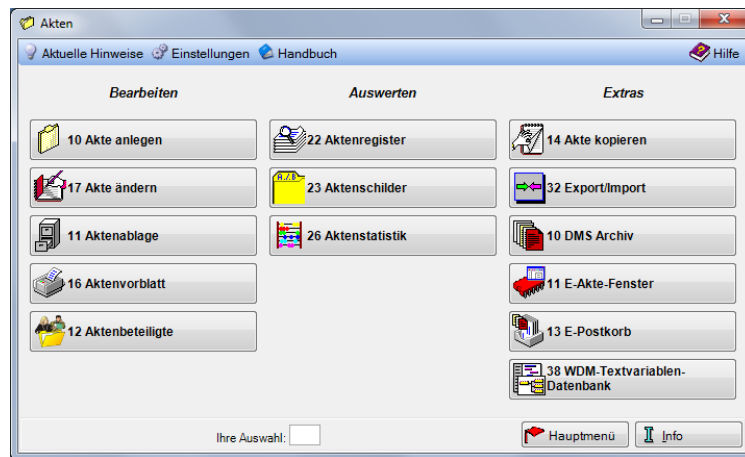 Akten
Aktuelle Hinweise Einstellungen Handbuch Hilfe
Bearbeiten Auswerten Extras
10 Akte anlegen 22 Aktenregister 14 Akte kopieren
17 Akte ändern A / B 23 Aktenschilder 32 Export/Import
11 Aktenablage 26 Aktenstatistik 10 DMS Archiv
16 Aktenvorblatt 11 E-Akte-Fenster
12 Aktenbeteiligte 13 E-Postkorb
38 WDM-Textvariablen-
Datenbank
Ihre Auswahl: Hauptmenü Info